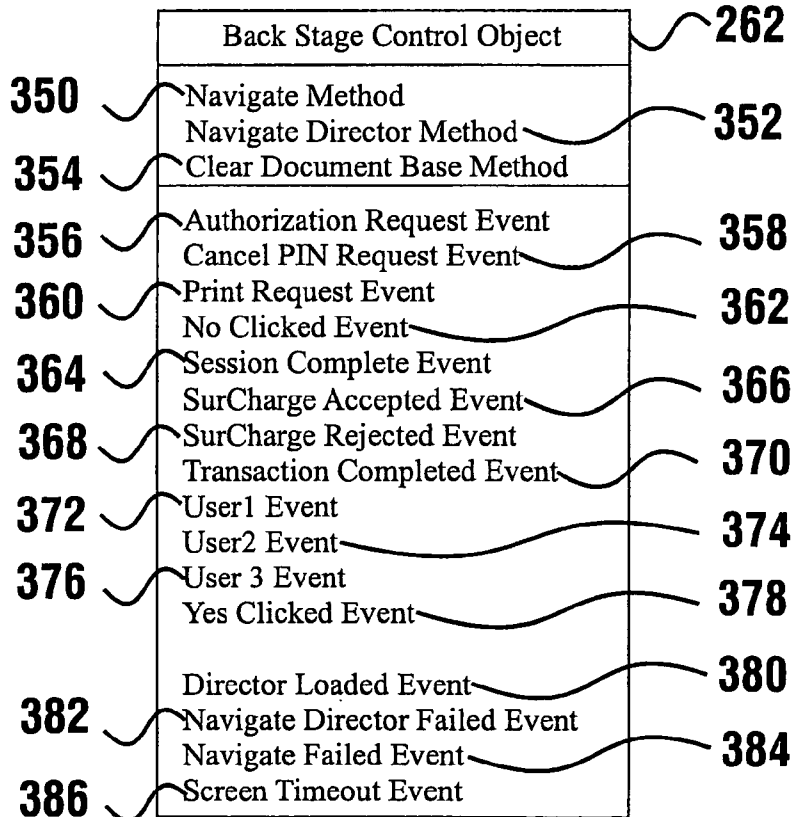 Back Stage Control Object 262
350 Navigate Method
Navigate Director Method 352
354 Clear Document Base Method
356 Authorization Request Event
Cancel PIN Request Event 358
360 Print Request Event
No Clicked Event 362
364 Session Complete Event
SurCharge Accepted Event 366
368 SurCharge Rejected Event
Transaction Completed Event 370
372 User1 Event
User2 Event 374
376 User 3 Event
Yes Clicked Event 378
Director Loaded Event 380
382 Navigate Director Failed Event
Navigate Failed Event 384
386 Screen Timeout Event